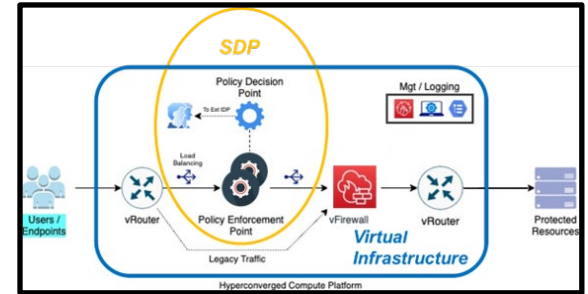 SDP
Policy Decision
Point
Mgt / Logging
To Ext IDP
Load
Balancing
Users /
Endpoints
vRouter
Policy Enforcement
Point
vFirewall
vRouter
Protected
Resources
Legacy Traffic
Virtual
Infrastructure
Hyperconverged Compute Platform